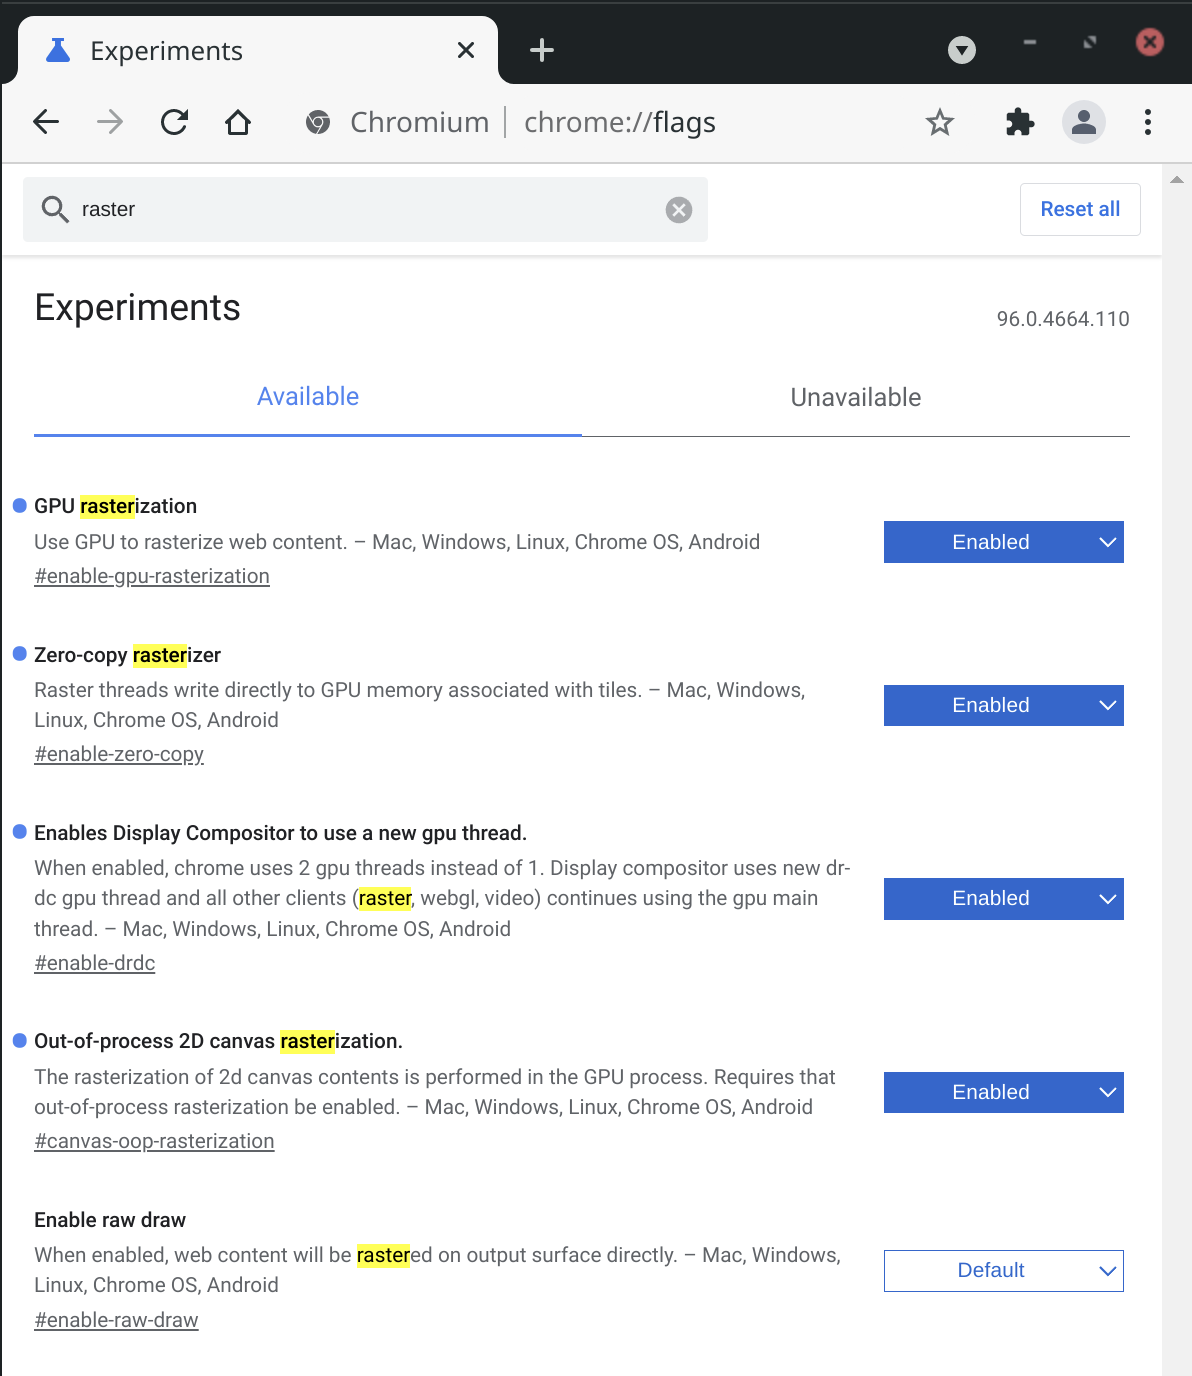 Experiments
Chromium chrome://flags
raster
Reset all
Experiments
96.0.4664.110
Available
Unavailable
GPU rasterization
Use GPU to rasterize web content. – Mac, Windows, Linux, Chrome OS, Android
#enable-gpu-rasterization
Enabled
Zero-copy rasterizer
Raster threads write directly to GPU memory associated with tiles. – Mac, Windows,
Linux, Chrome OS, Android
#enable-zero-copy
Enabled
Enables Display Compositor to use a new gpu thread.
When enabled, chrome uses 2 gpu threads instead of 1. Display compositor uses new dr-
dc gpu thread and all other clients (raster, webgl, video) continues using the gpu main
thread. – Mac, Windows, Linux, Chrome OS, Android
#enable-drdc
Enabled
Out-of-process 2D canvas rasterization.
The rasterization of 2d canvas contents is performed in the GPU process. Requires that
out-of-process rasterization be enabled. – Mac, Windows, Linux, Chrome OS, Android
#canvas-oop-rasterization
Enabled
Enable raw draw
When enabled, web content will be rastered on output surface directly. – Mac, Windows,
Linux, Chrome OS, Android
#enable-raw-draw
Default